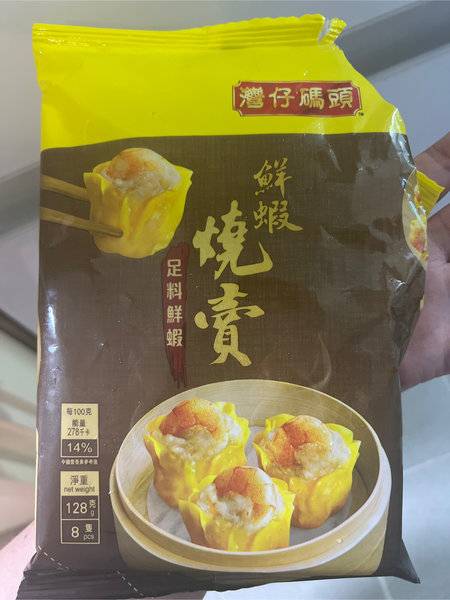 灣仔碼頭
鮮蝦
燒賣
足料鮮蝦
每100克
能量
278千卡
14%
淨重
net weight
128克
g
8隻
pcs